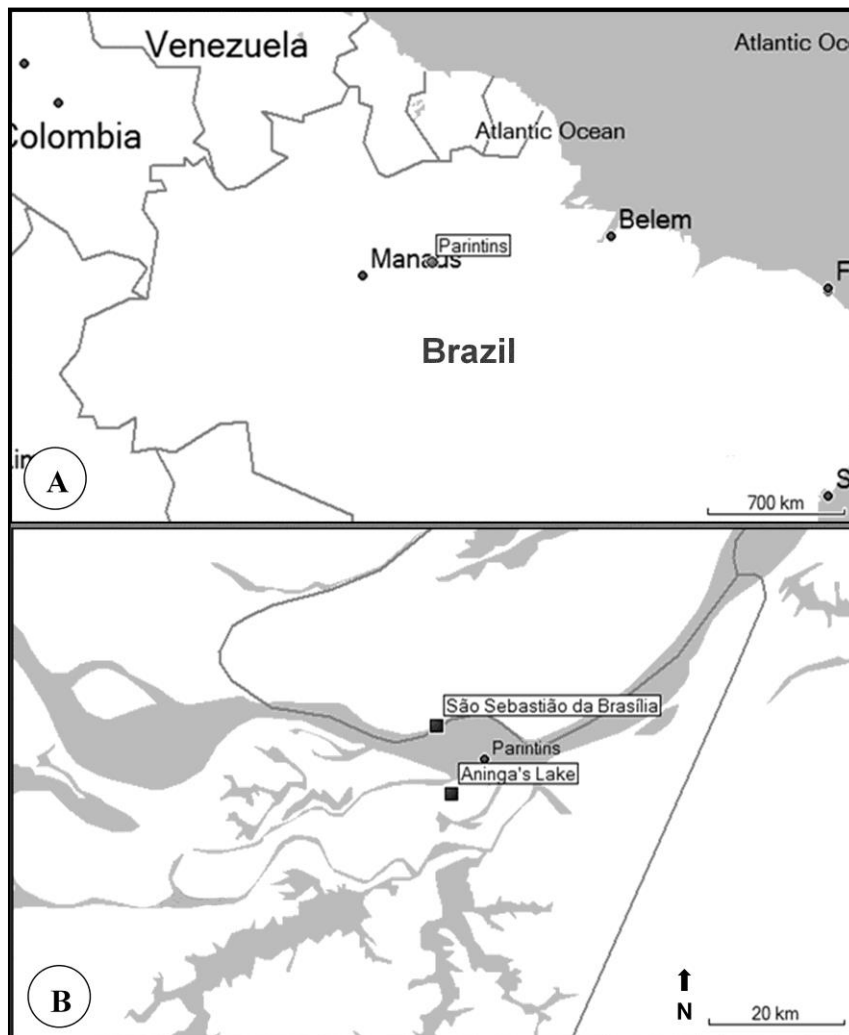 Venezuela
Atlantic Oce
Colombia
Atlantic Ocean
Belem
Parintins
Manaus
F
Brazil
A
S
700 km
São Sebastião da Brasília
Parintins
Aninga's Lake
B
N
20 km